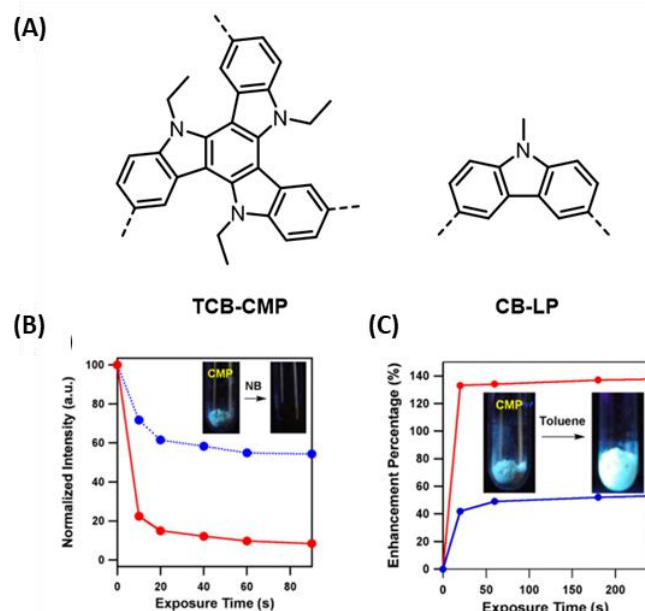 (A)
N
N
N
N
TCB-CMP
CB-LP
(B)
(C)
Normalized Intensity (a.u.)
100
80
60
40
20
0
CMP
NB
0
20
40
60
80
Exposure Time (s)
Enhancement Percentage (%)
140
120
100
80
60
40
20
0
CMP
Toluene
0
50
100
150
200
Exposure Time (s)